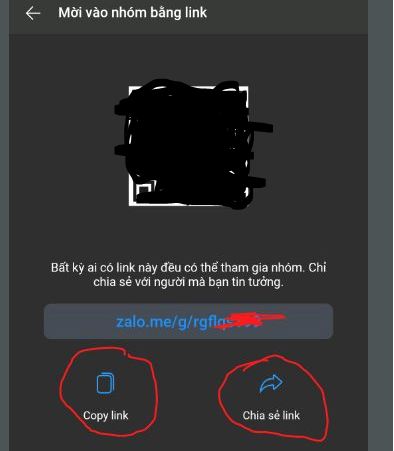 Mời vào nhóm bằng link
Bất kỳ ai có link này đều có thể tham gia nhóm. Chỉ
chia sẻ với người mà bạn tin tưởng.
zalo.me/g/rgflq
Copy link
Chia sẻ link